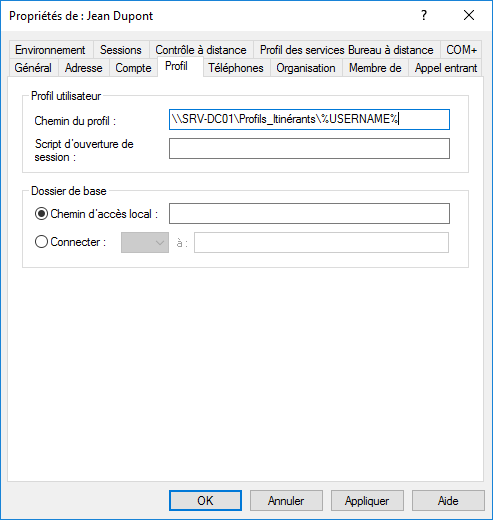 Propriétés de : Jean Dupont
?
Environnement Sessions Contrôle à distance Profil des services Bureau à distance COM+
Général Adresse Compte Profil Téléphones Organisation Membre de Appel entrant
Profil utilisateur
Chemin du profil : \\SRV-DC01\Profils_Itinérants\%USERNAME%
Script d'ouverture de
session :
Dossier de base
Chemin d'accès local :
Connecter : à :
OK Annuler Appliquer Aide